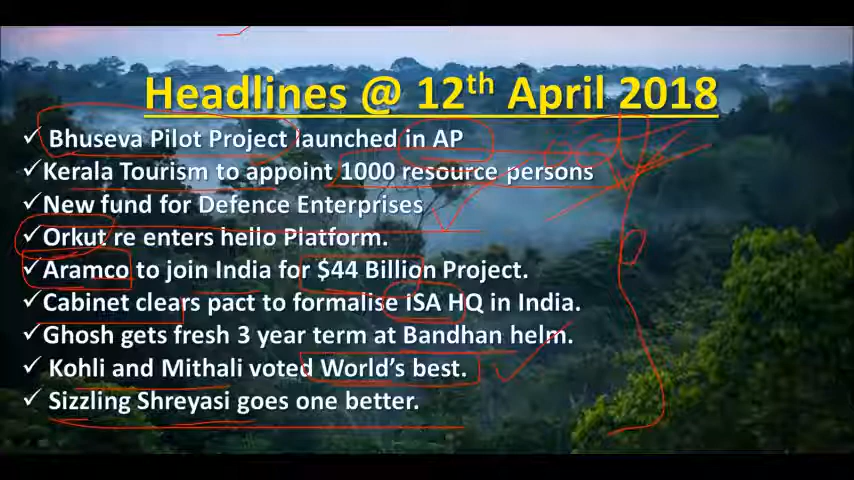 Headlines @ 12th April 2018
✓ Bhuseva Pilot Project launched in AP
✓ Kerala Tourism to appoint 1000 resource persons
✓ New fund for Defence Enterprises
✓ Orkut re enters hello Platform.
✓ Aramco to join India for $44 Billion Project.
✓ Cabinet clears pact to formalise ISA HQ in India.
✓ Ghosh gets fresh 3 year term at Bandhan helm.
✓ Kohli and Mithali voted World's best.
✓ Sizzling Shreyasi goes one better.